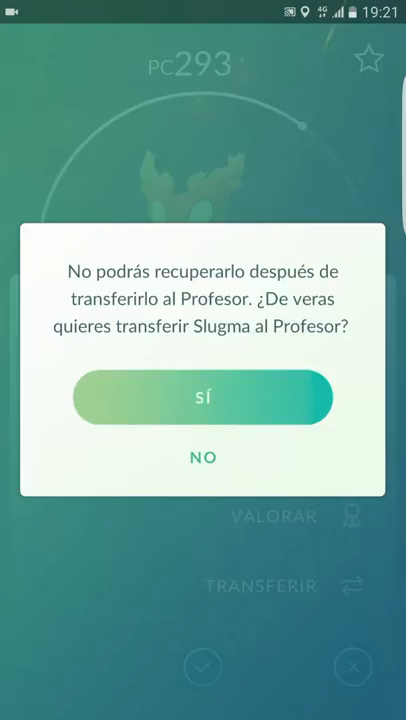 4G 19:21
PC293
No podrás recuperarlo después de
transferirlo al Profesor. ¿De veras
quieres transferir Slugma al Profesor?
SÍ
NO
VALORAR
TRANSFERIR